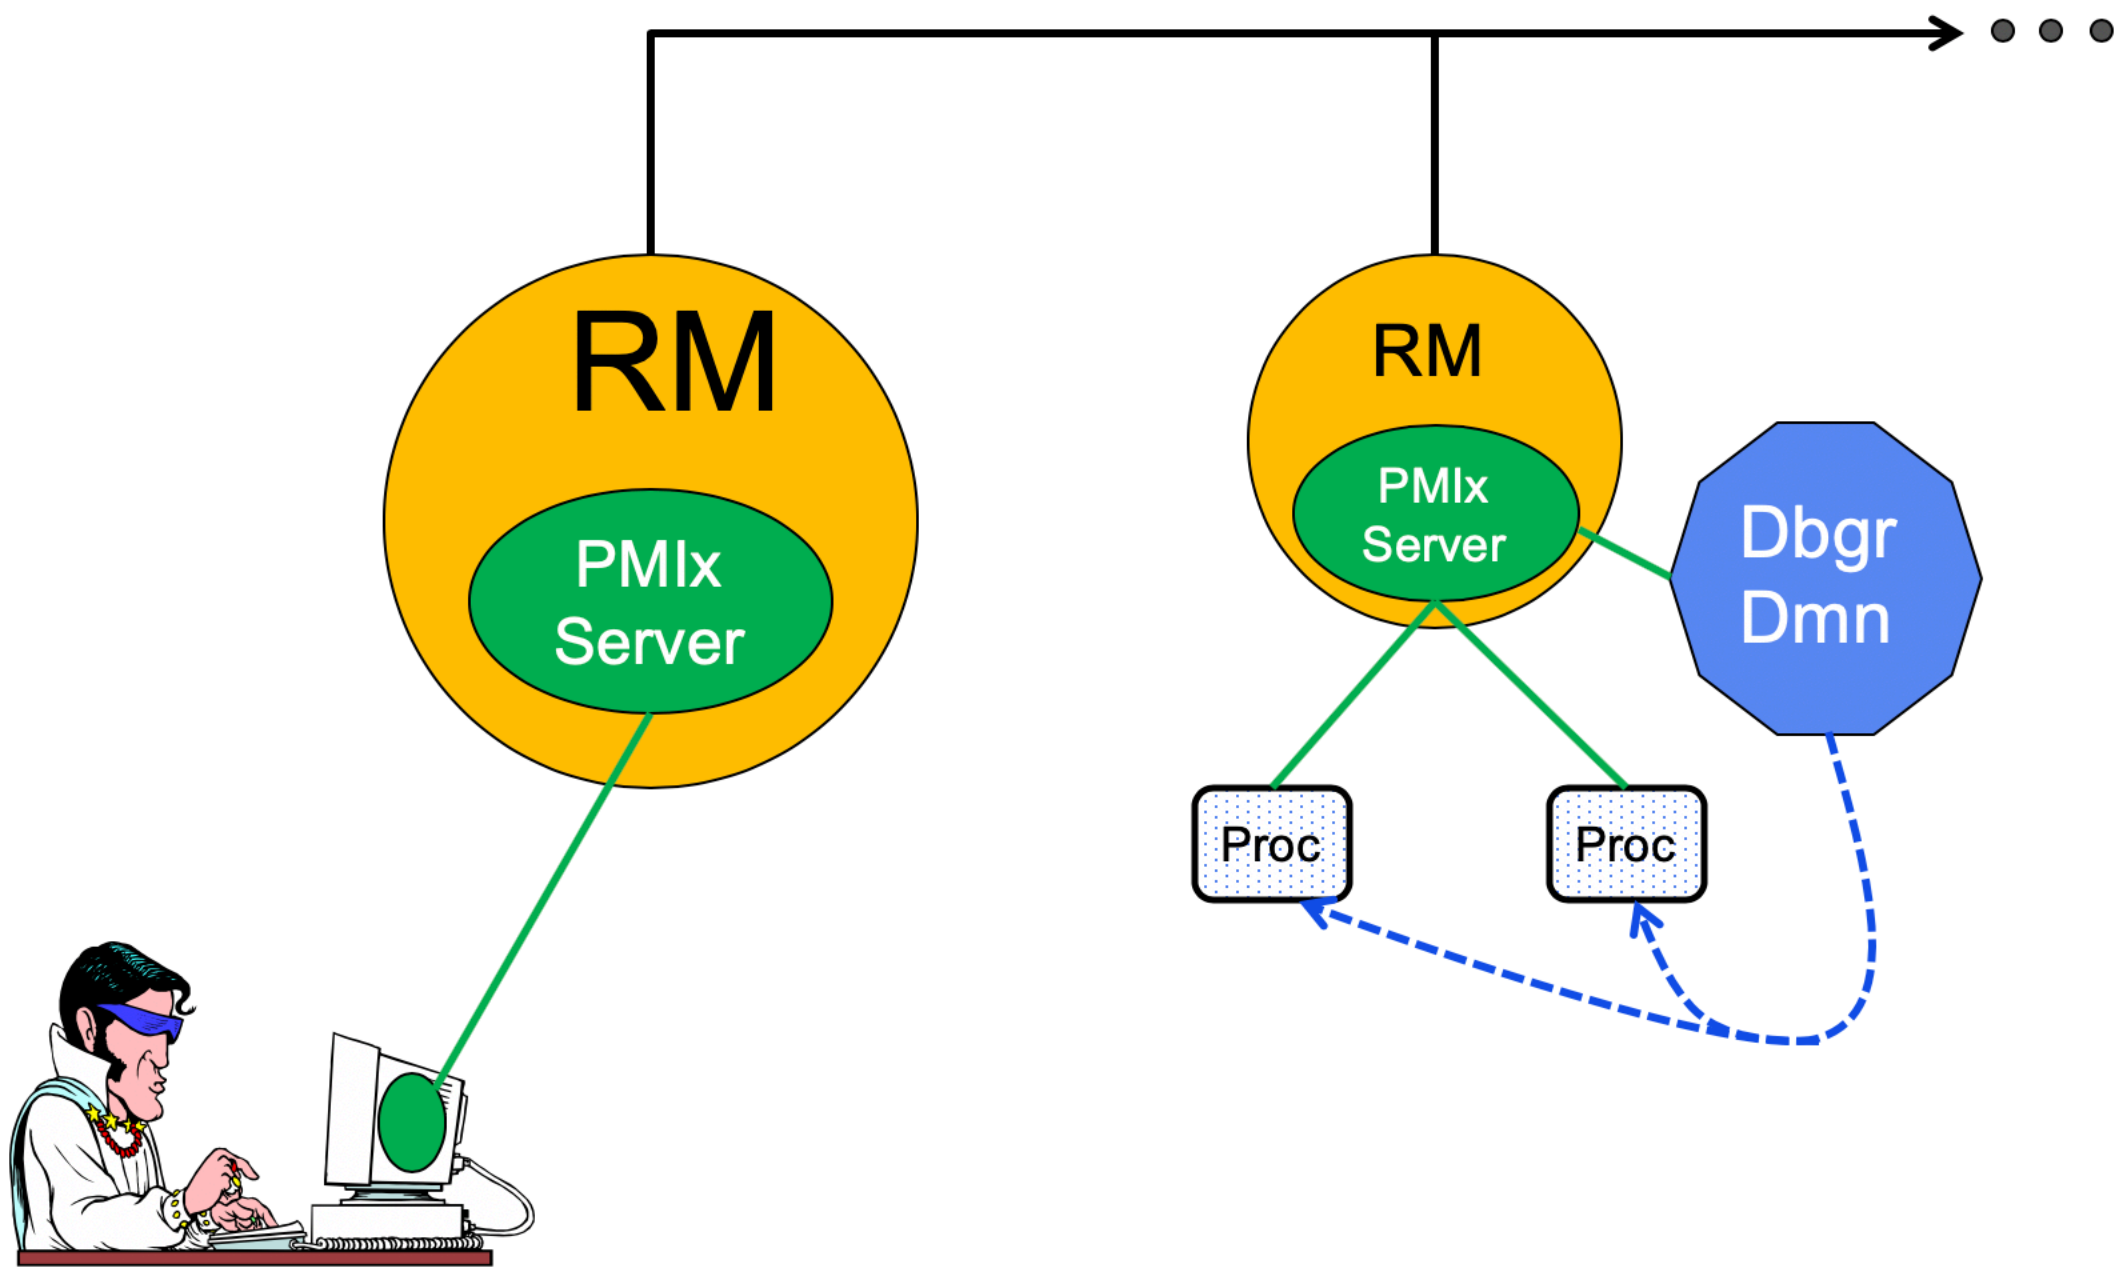 RM
PMIx
Server
RM
PMIx
Server
Dbgr
Dmn
Proc
Proc